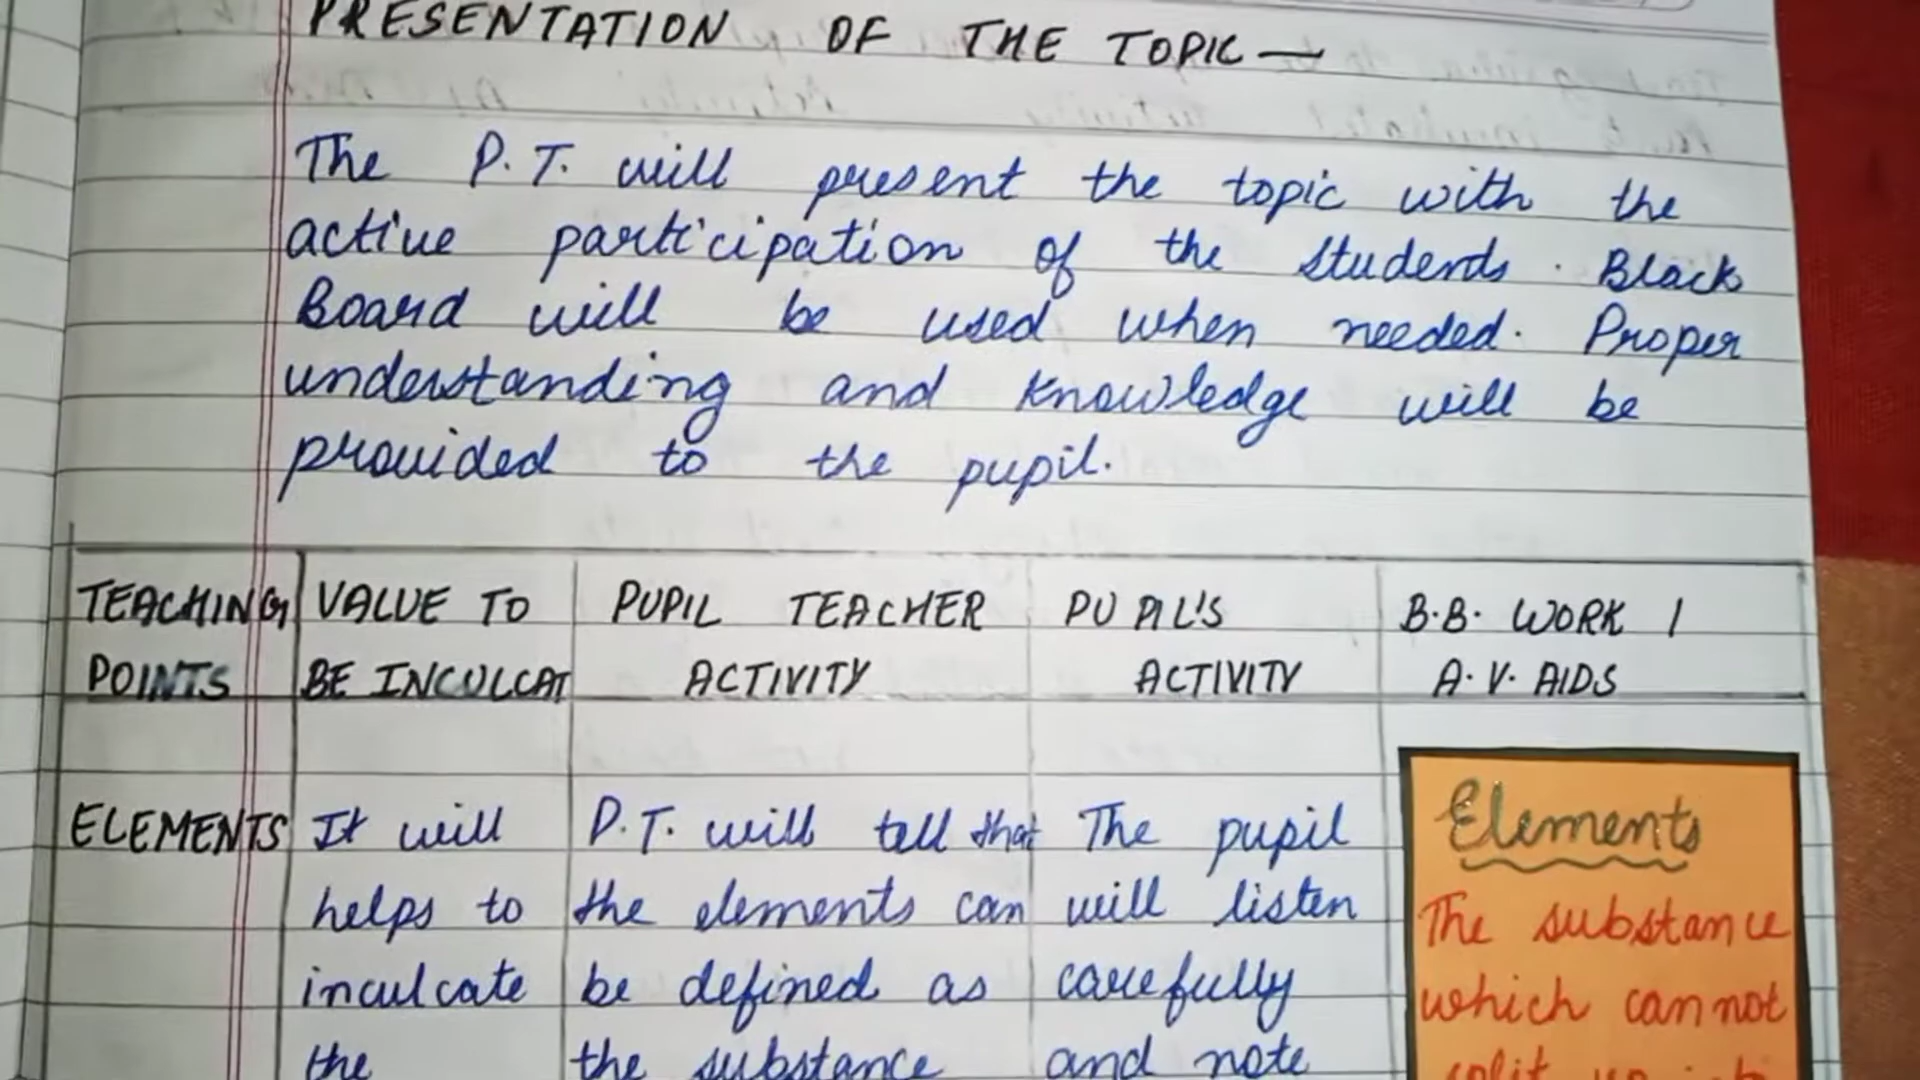 PRESENTATION OF THE TOPIC —
The P.T. will present the topic with the
active participation of the students. Black
Board will be used when needed. Proper
understanding and knowledge will be
provided to the pupil.
TEACHING POINTS
VALUE TO BE INCULCAT
PUPIL TEACHER ACTIVITY
PUPIL'S ACTIVITY
B.B. WORK / A.V. AIDS
ELEMENTS
It will
helps to
inculcate
the
P.T. will tell that
the elements can
be defined as
the substance
The pupil
will listen
carefully
and note
Elements
The substance
which can not
split up into